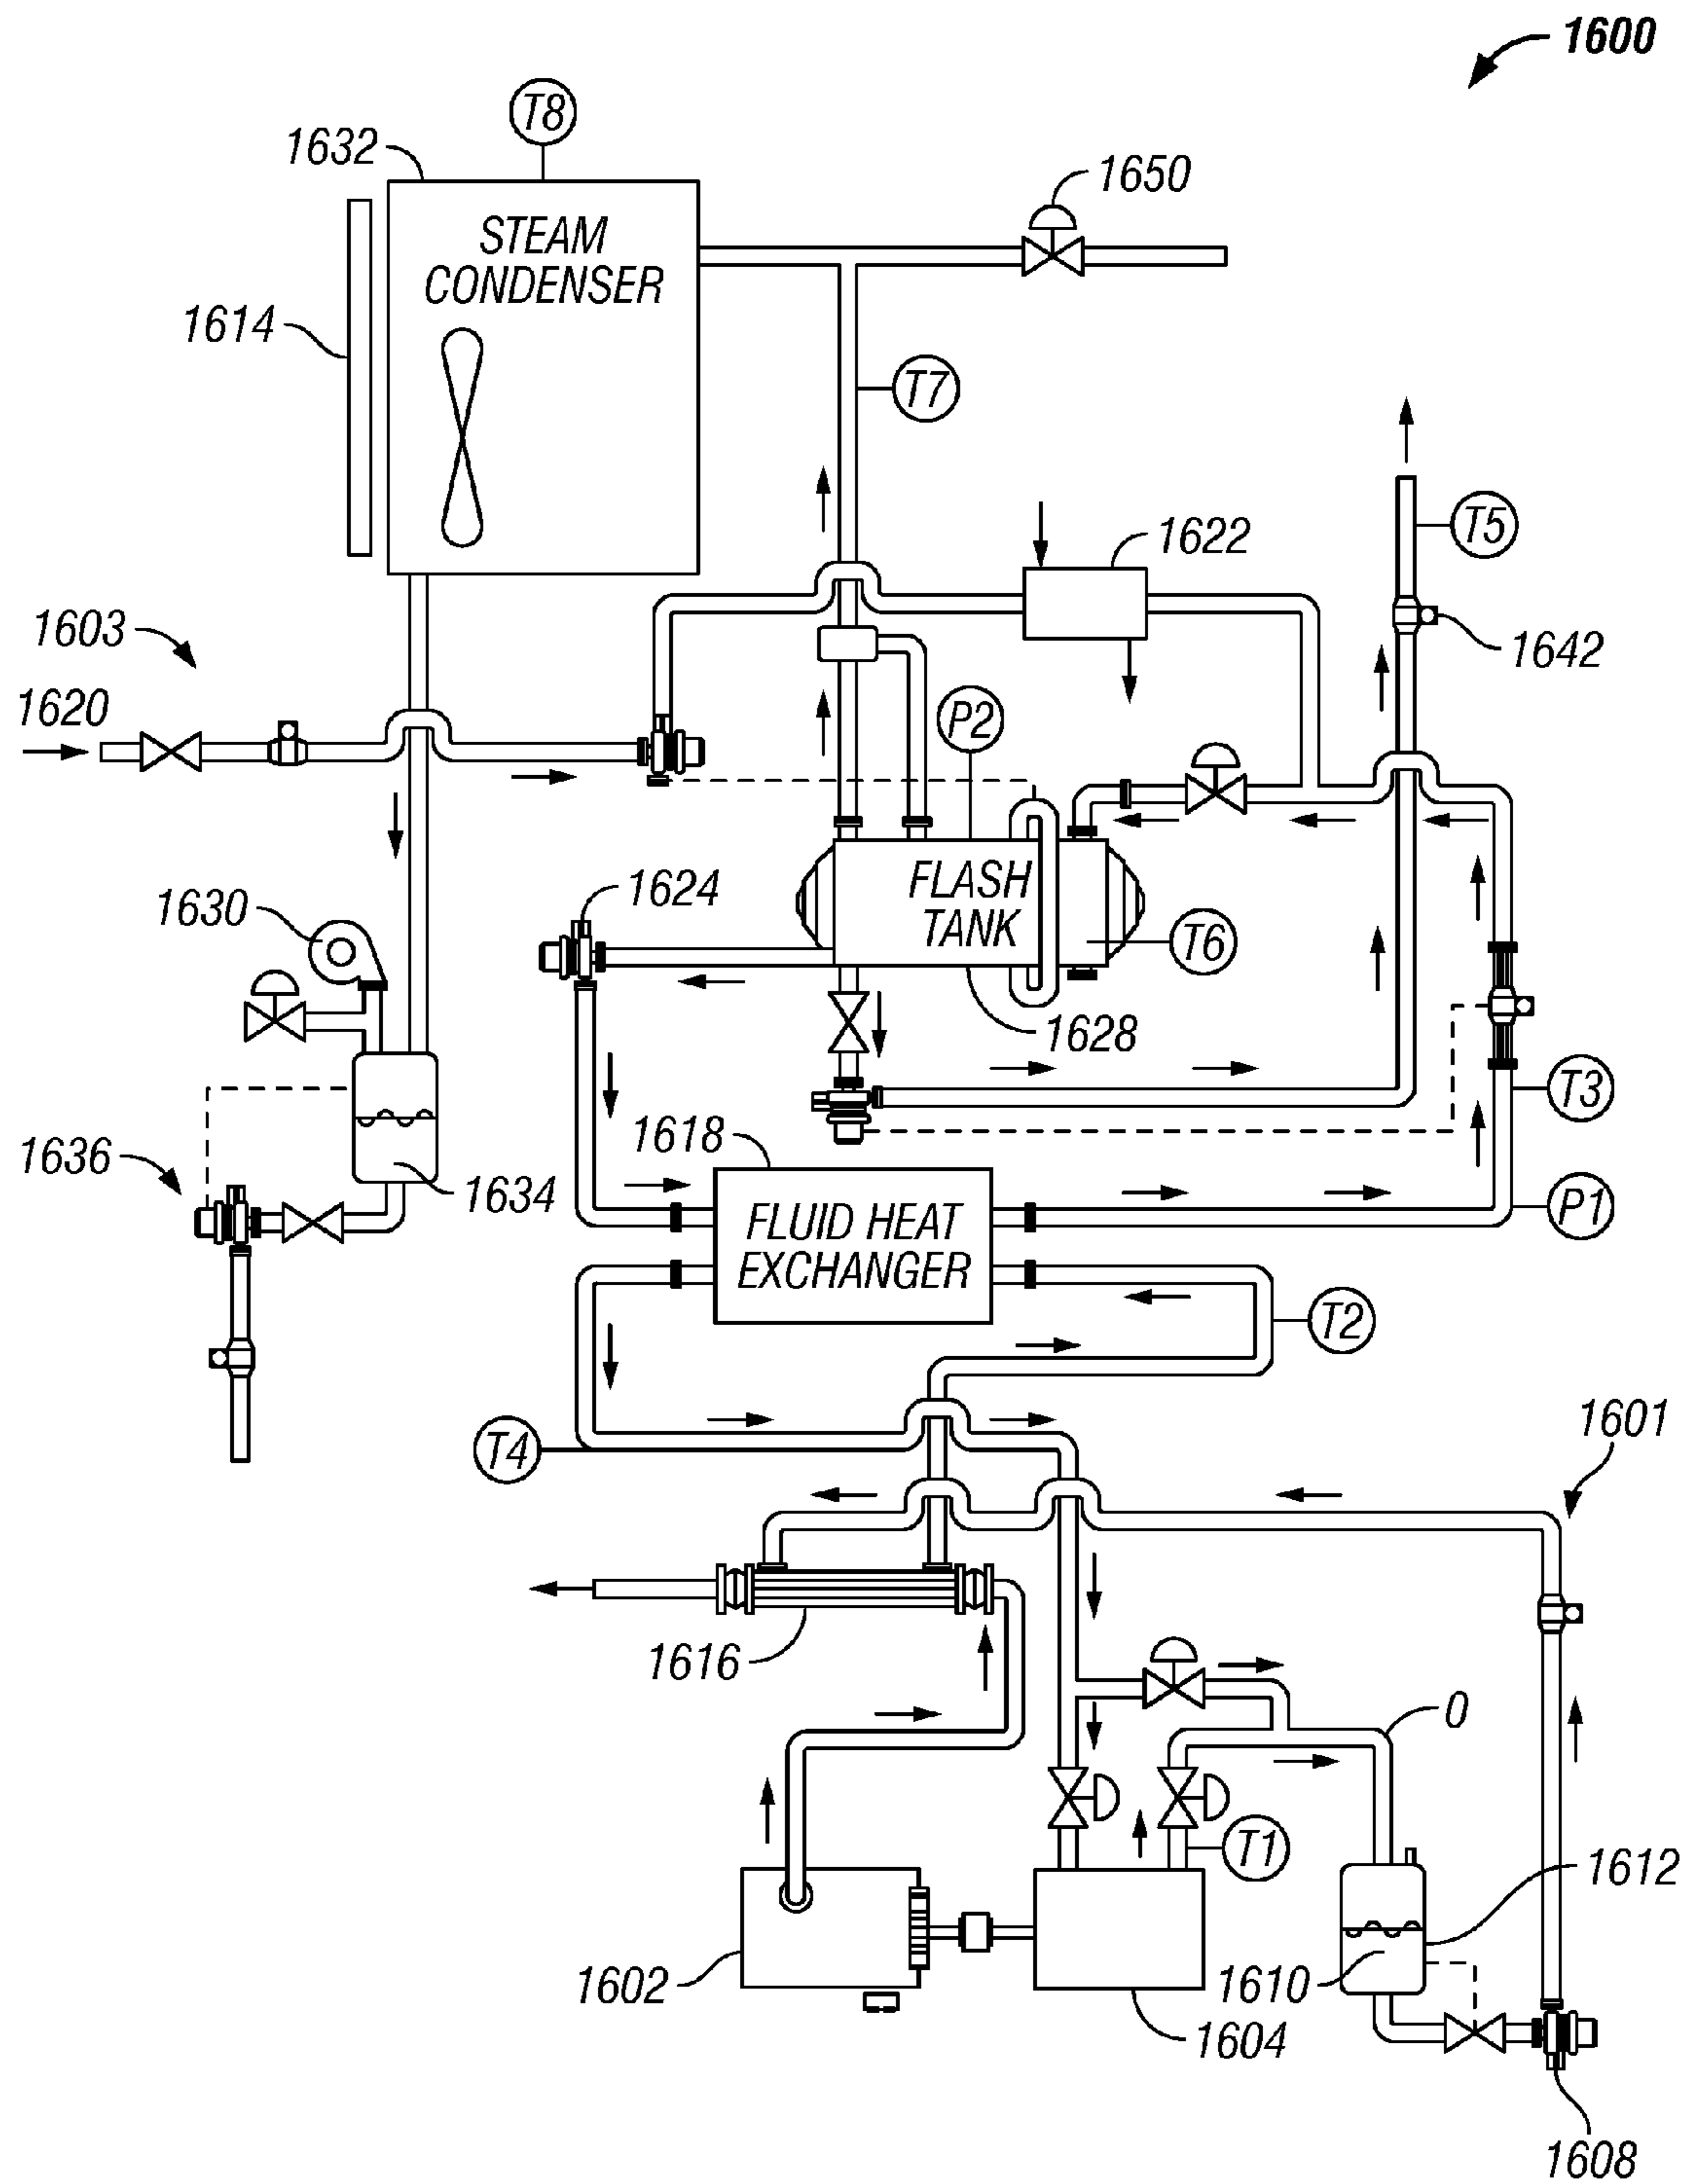 1600
T8
1632
1650
STEAM
CONDENSER
1614
T7
T5
1622
1603
1642
1620
P2
FLASH
TANK
1624
1630
T6
1628
T3
1618
1636
1634
P1
FLUID HEAT
EXCHANGER
T2
1601
T4
1616
0
T1
1612
1602
1610
1604
1608